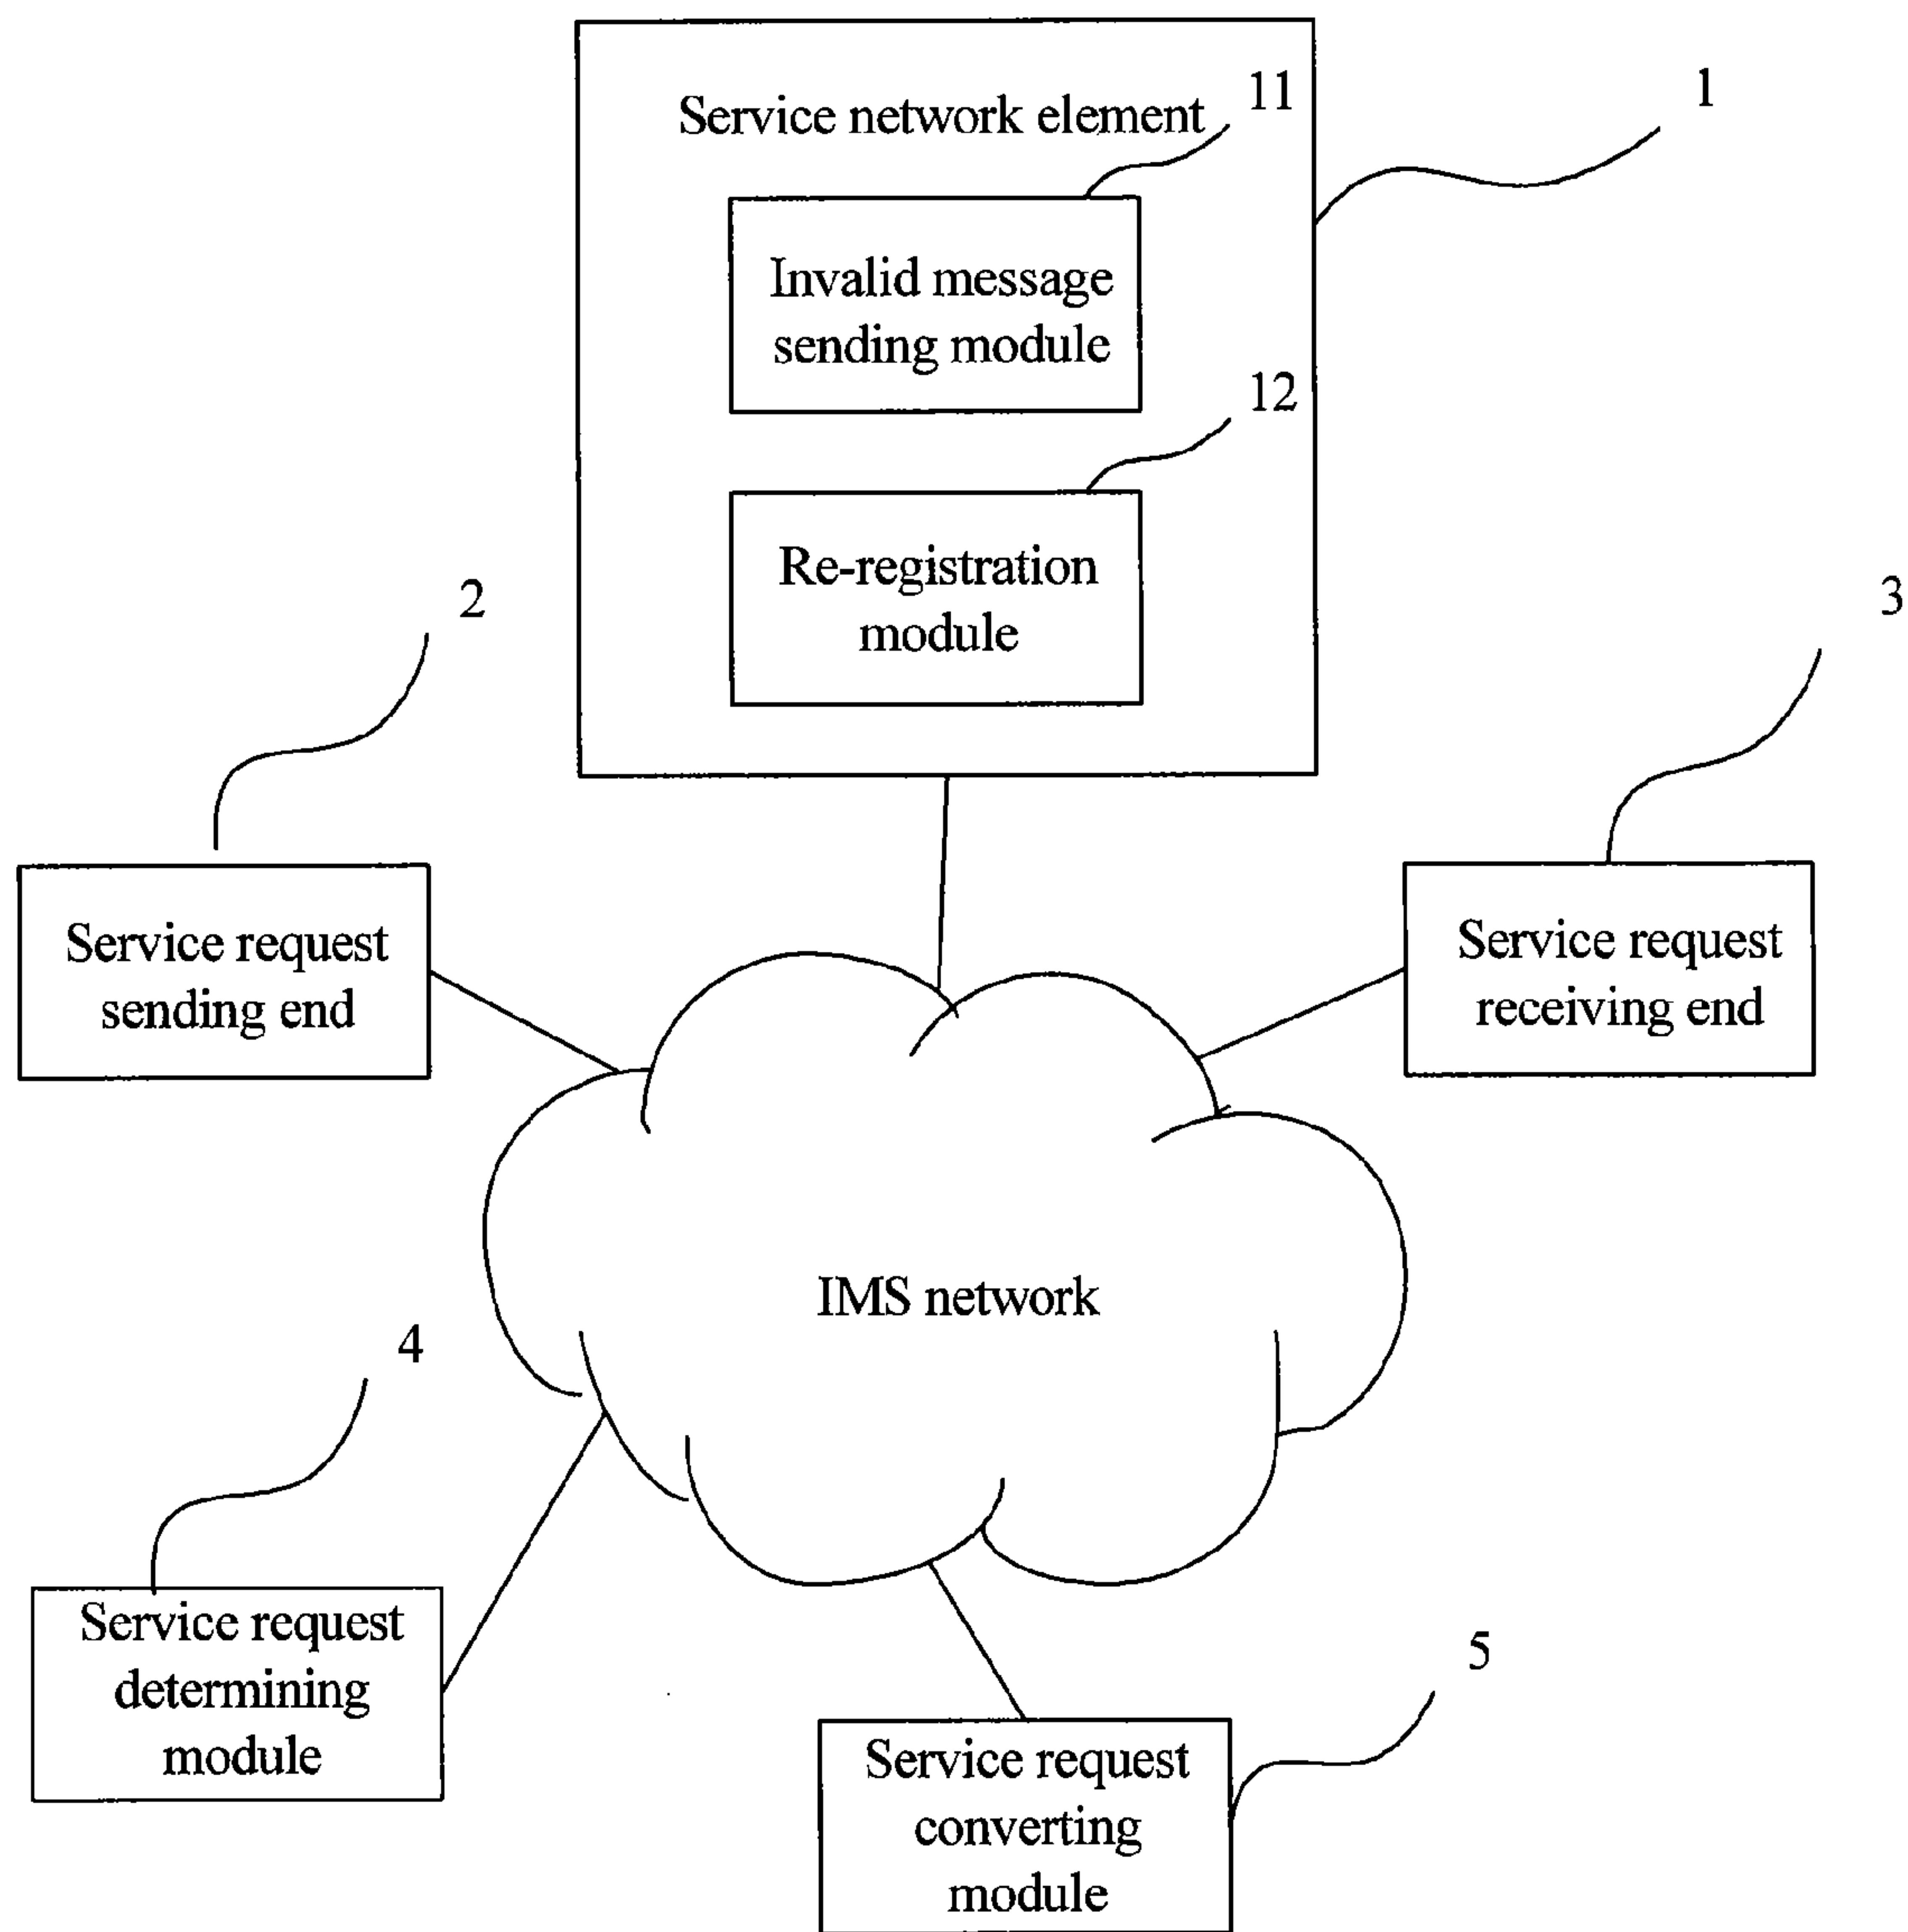 Service network element
11
1
Invalid message
sending module
12
Re-registration
module
2
3
Service request
sending end
Service request
receiving end
IMS network
4
Service request
determining
module
5
Service request
converting
module